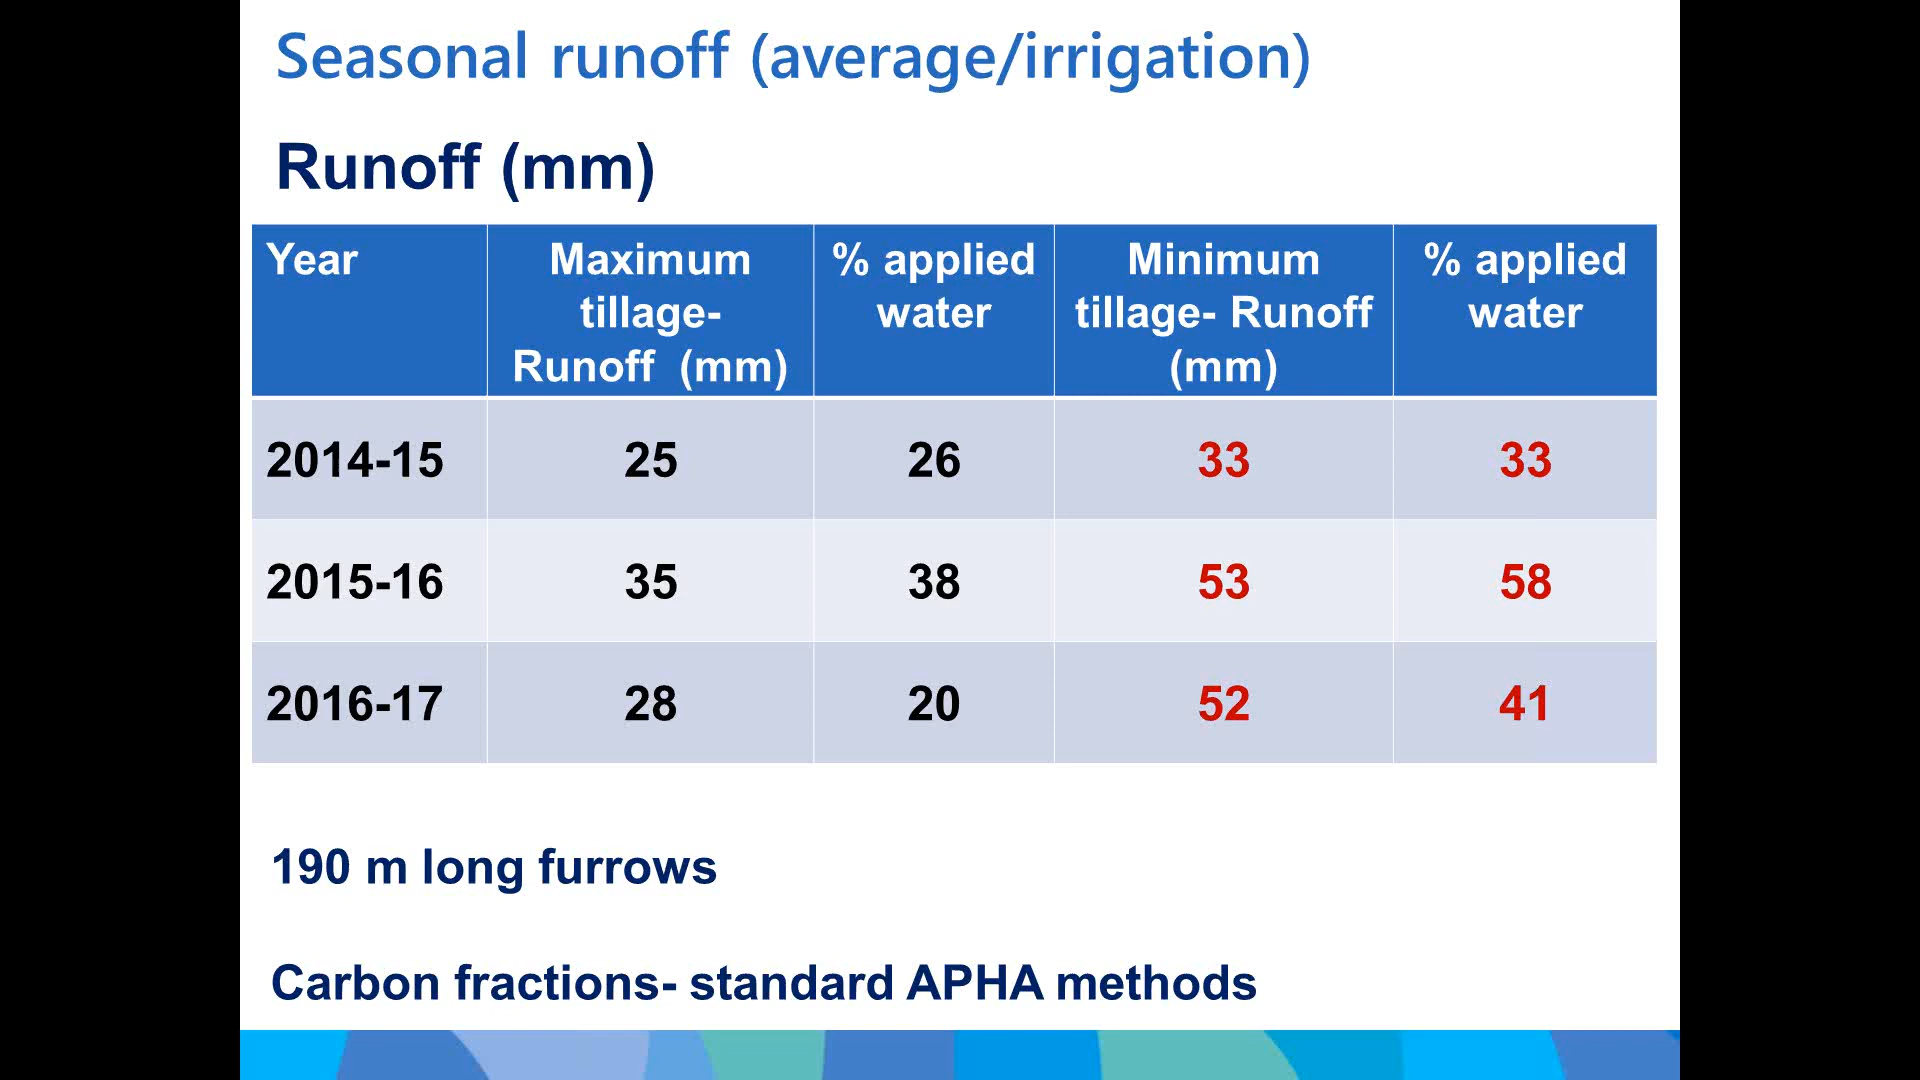 Seasonal runoff (average/irrigation)
Runoff (mm)
Year
Maximum
tillage-
Runoff (mm)
% applied
water
Minimum
tillage- Runoff
(mm)
% applied
water
2014-15 25 26 33 33
2015-16 35 38 53 58
2016-17 28 20 52 41
190 m long furrows
Carbon fractions- standard APHA methods